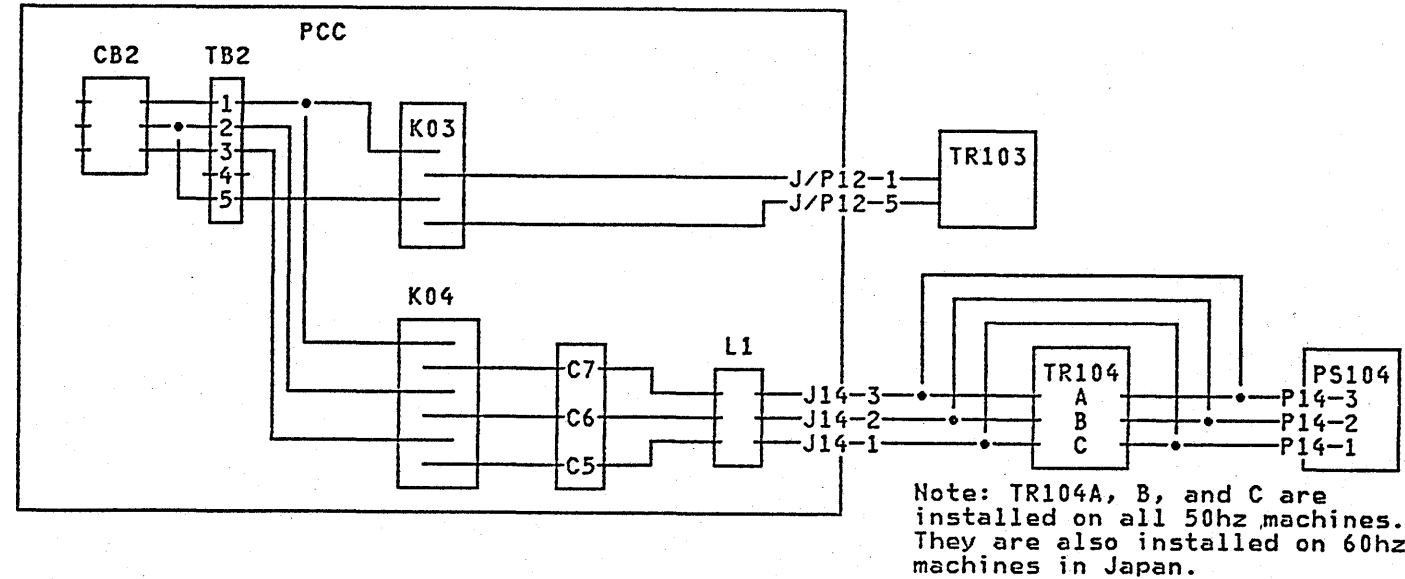 PCC
CB2
TB2
1
2
3
4
5
K03
TR103
J/P12-1
J/P12-5
K04
L1
C7
C6
C5
J14-3
J14-2
J14-1
TR104
A
B
C
PS104
P14-3
P14-2
P14-1
Note: TR104A, B, and C are
installed on all 50hz machines.
They are also installed on 60hz
machines in Japan.